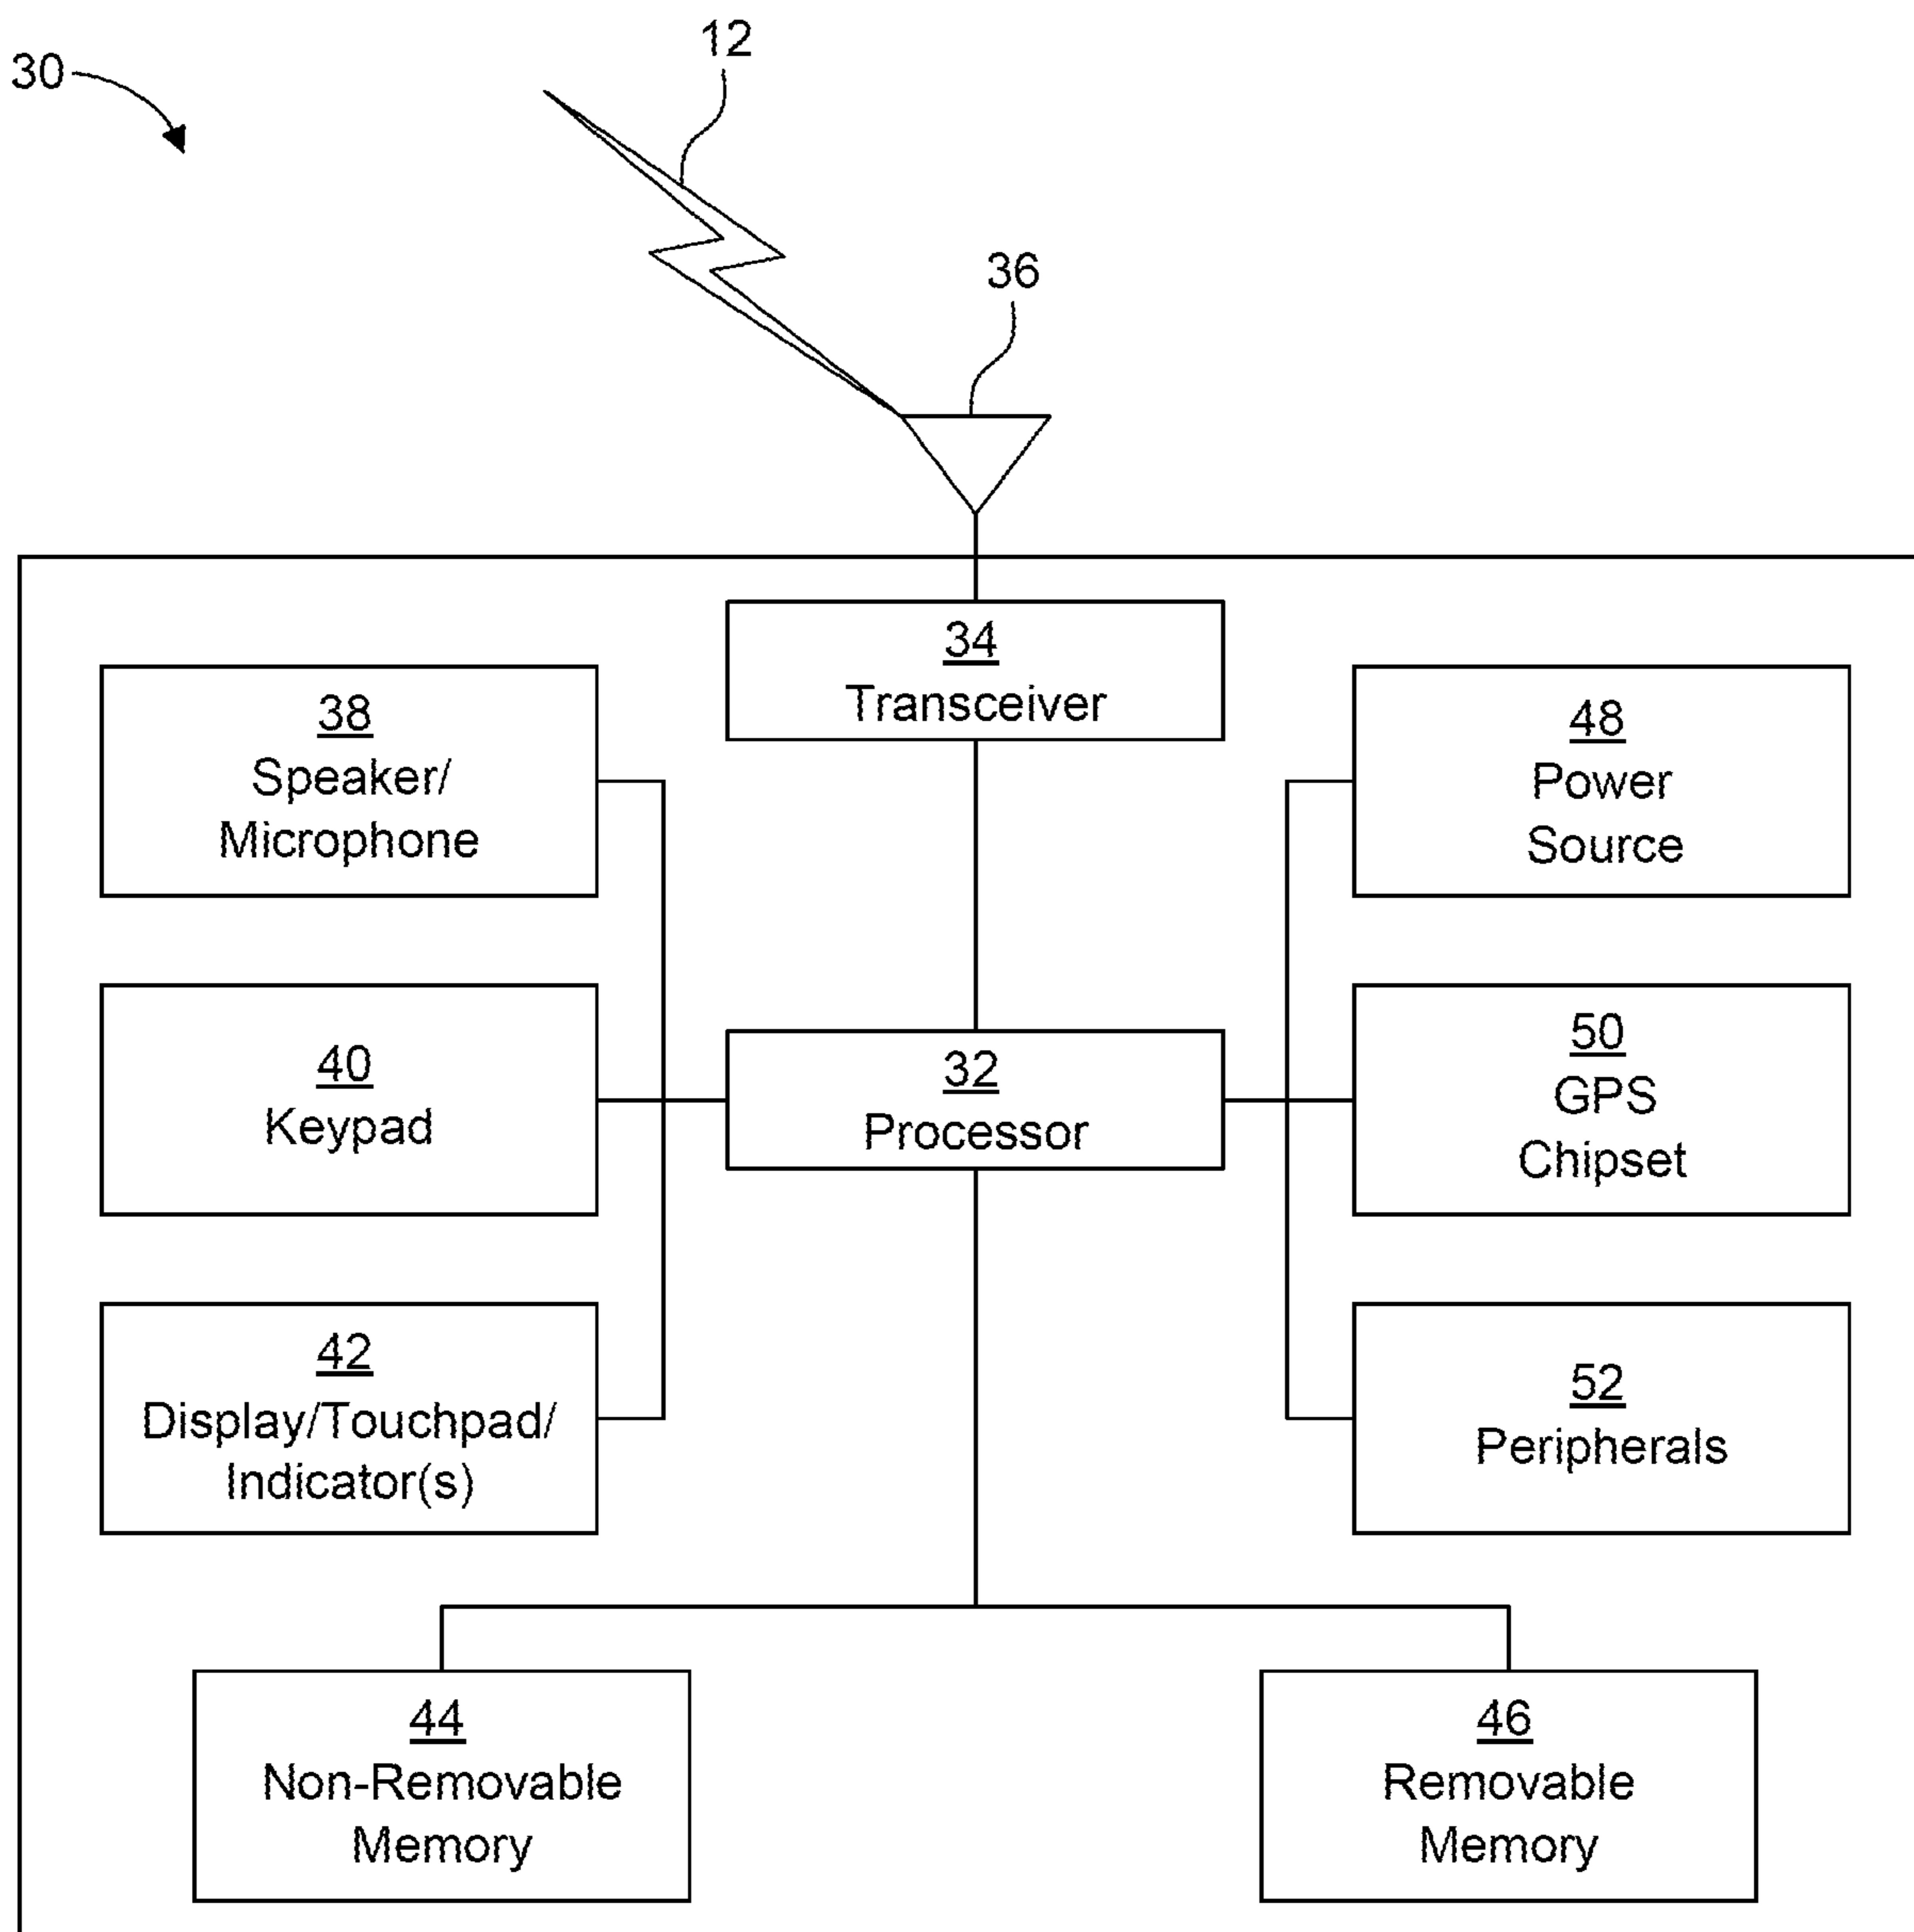 12
30
36
34
Transceiver
38
Speaker/
Microphone
48
Power
Source
40
Keypad
32
Processor
50
GPS
Chipset
42
Display/Touchpad/
Indicator(s)
52
Peripherals
44
Non-Removable
Memory
46
Removable
Memory